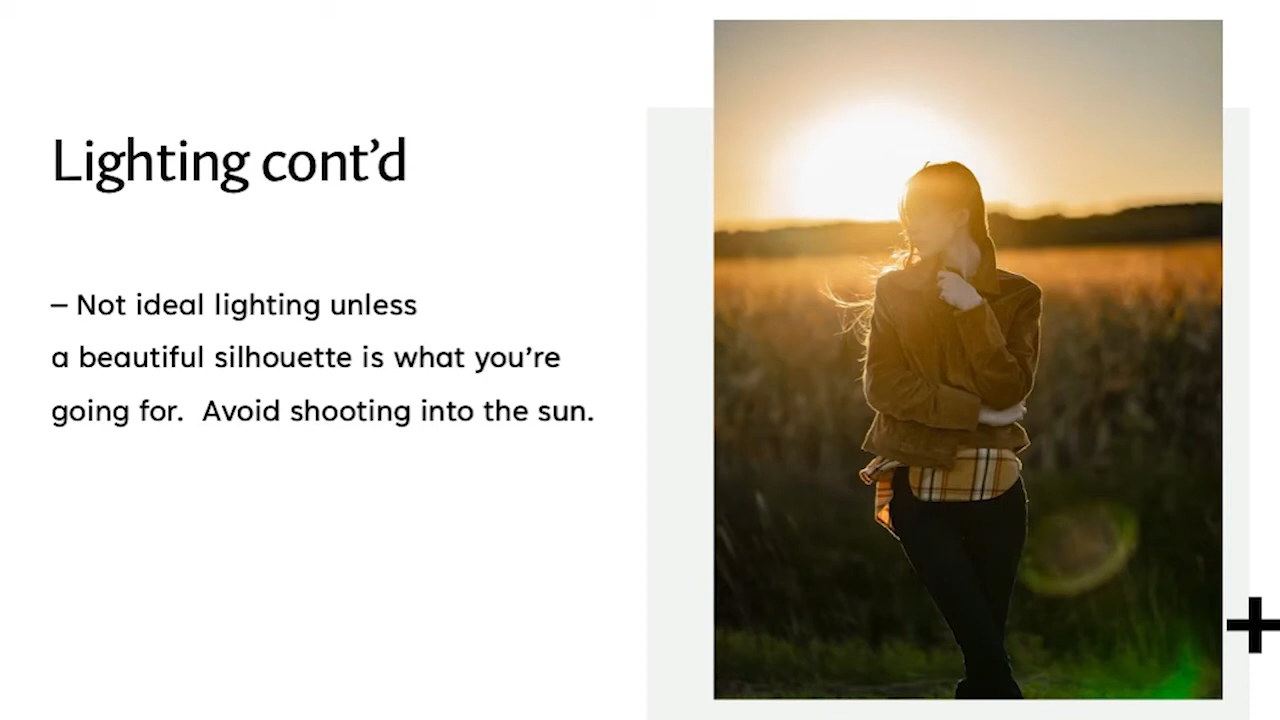 Lighting cont’d
– Not ideal lighting unless
a beautiful silhouette is what you’re
going for.  Avoid shooting into the sun.